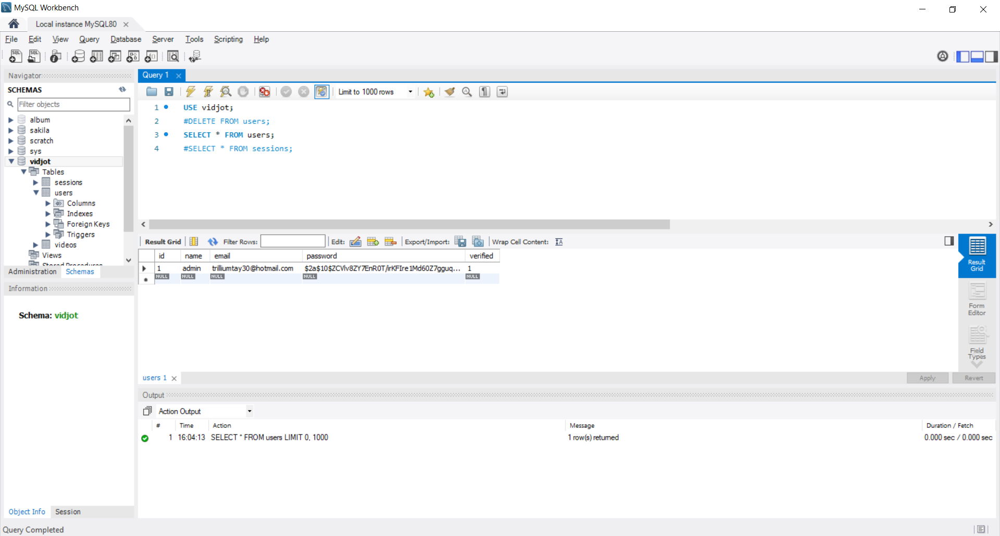 MySQL Workbench
Local instance MySQL80
File Edit View Query Database Server Tools Scripting Help
Navigator
SCHEMAS
Filter objects
album
sakila
scratch
sys
vidjot
Tables
sessions
users
Columns
Indexes
Foreign Keys
Triggers
videos
Views
Stored Procedures
Administration Schemas
Information
Schema: vidjot
Object Info Session
Query 1
Limit to 1000 rows
1 USE vidjot;
2 #DELETE FROM users;
3 SELECT * FROM users;
4 #SELECT * FROM sessions;
Result Grid Filter Rows: Edit: Export/Import: Wrap Cell Content:
id name email password verified
1 admin trilliumtay30@hotmail.com $2a$10$ZCVlv8ZY7EnR0T/irKFIre1Md60Z7gguq... 1
NULL NULL NULL NULL NULL
Result Grid
Form Editor
Field Types
users 1
Apply Revert
Output
Action Output
# Time Action Message Duration / Fetch
1 16:04:13 SELECT * FROM users LIMIT 0, 1000 1 row(s) returned 0.000 sec / 0.000 sec
Query Completed